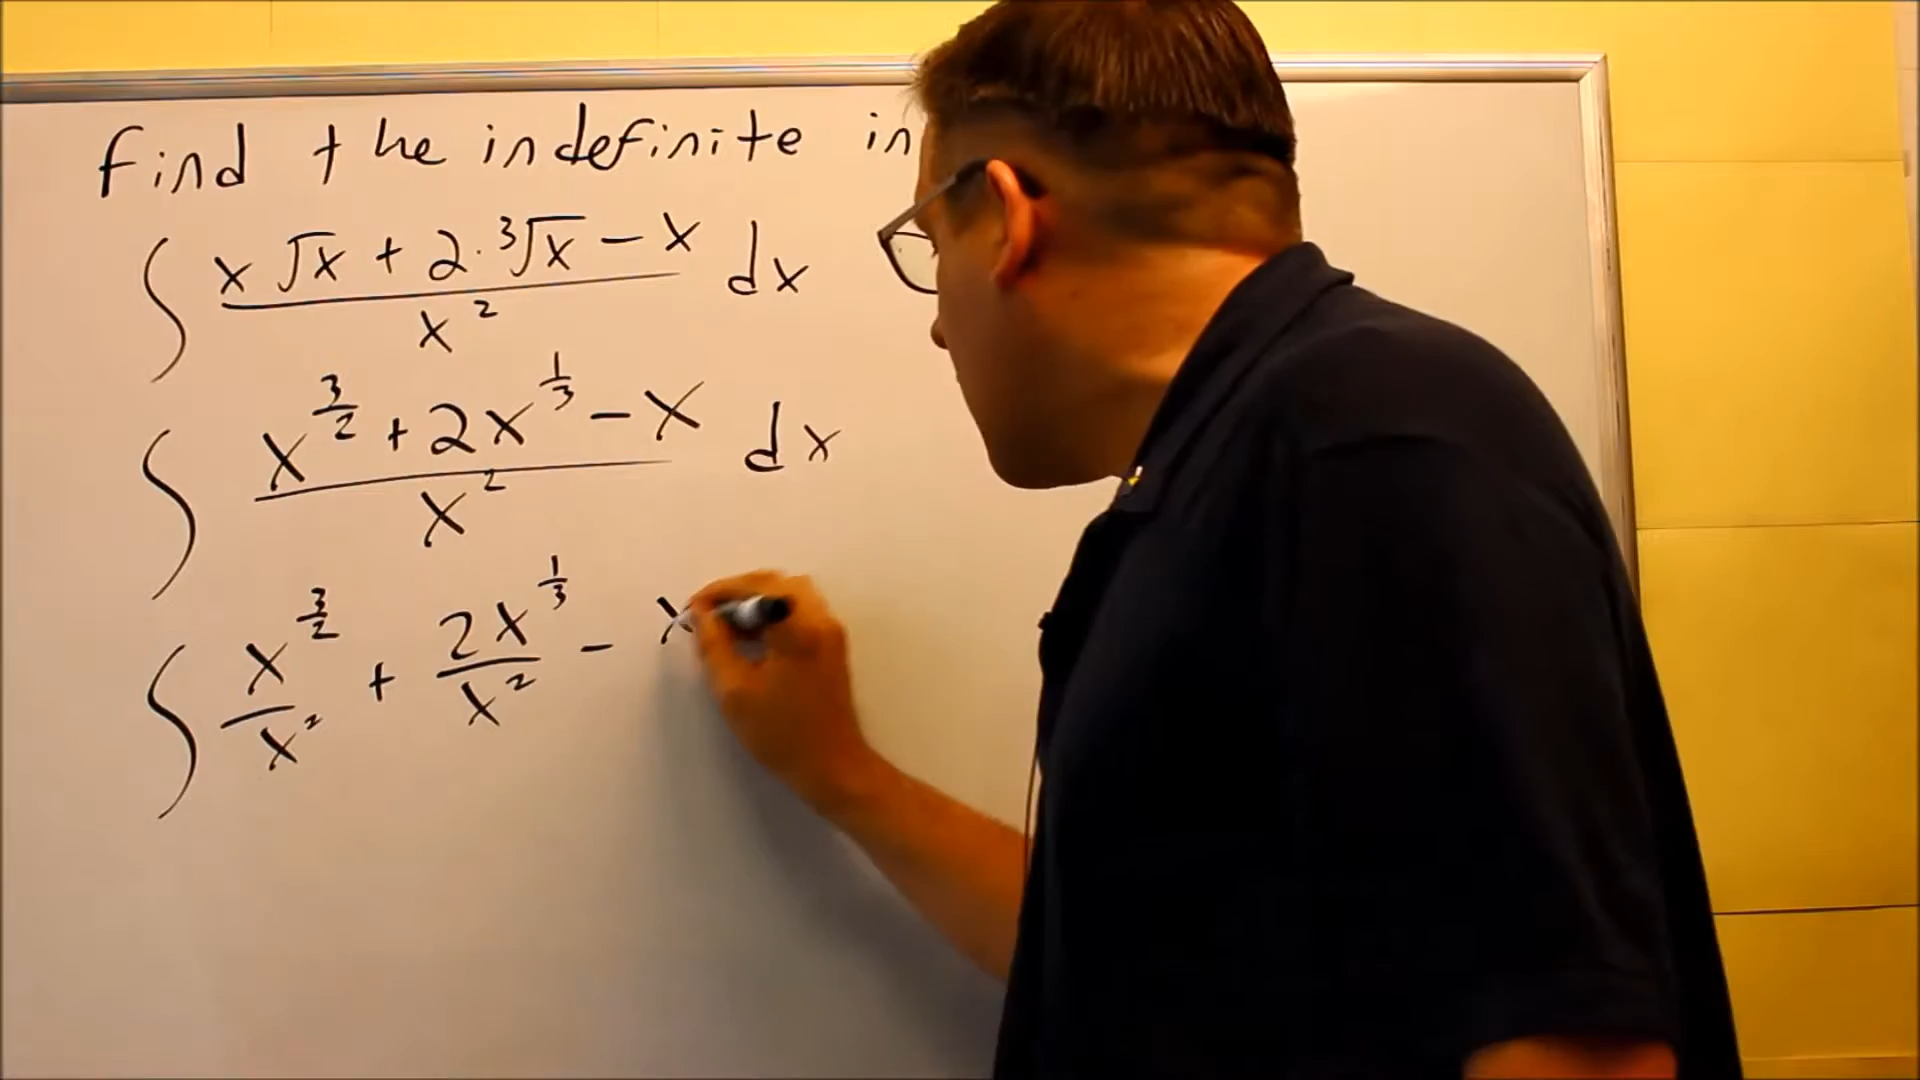 find the indefinite in
∫ (x√x + 2·³√x − x)/x² dx
∫ (x^(3/2) + 2x^(1/3) − x)/x² dx
∫ x^(3/2)/x² + 2x^(1/3)/x² − x